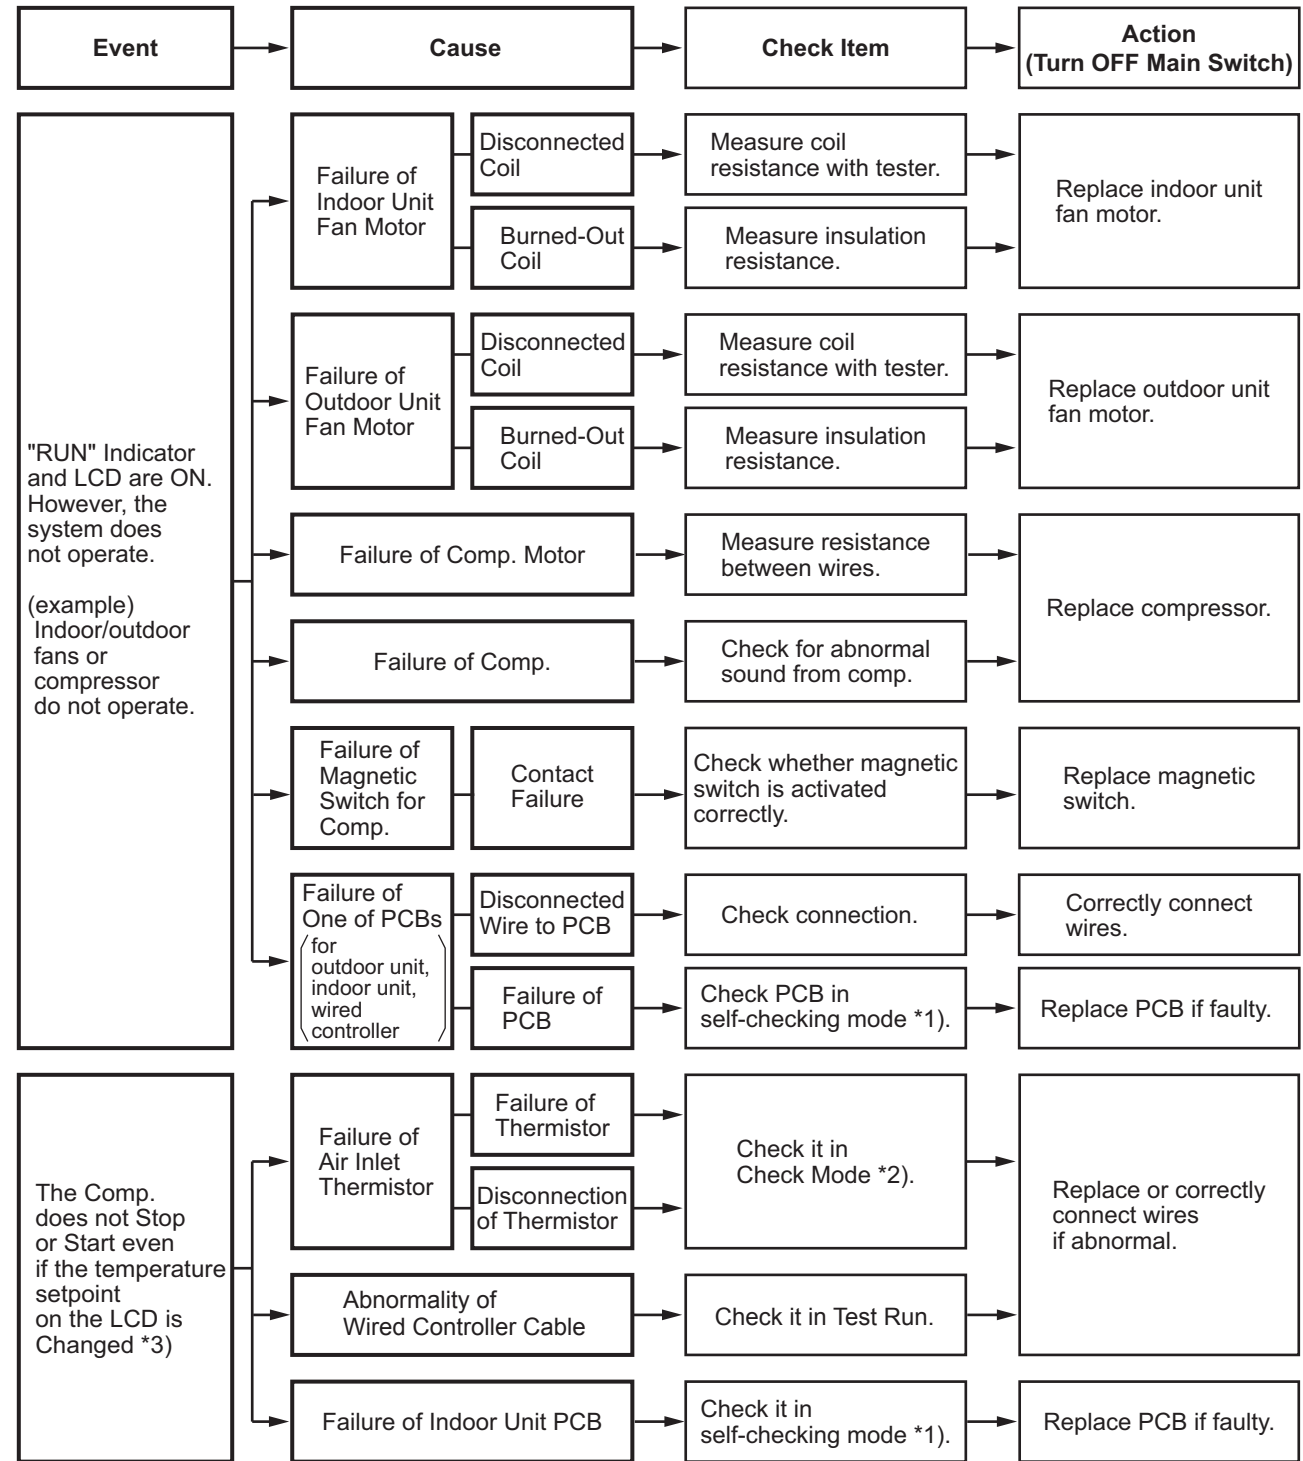 Event
Cause
Check Item
Action
(Turn OFF Main Switch)
"RUN" Indicator
and LCD are ON.
However, the
system does
not operate.
(example)
Indoor/outdoor
fans or
compressor
do not operate.
Failure of
Indoor Unit
Fan Motor
Disconnected
Coil
Measure coil
resistance with tester.
Burned-Out
Coil
Measure insulation
resistance.
Replace indoor unit
fan motor.
Failure of
Outdoor Unit
Fan Motor
Disconnected
Coil
Measure coil
resistance with tester.
Burned-Out
Coil
Measure insulation
resistance.
Replace outdoor unit
fan motor.
Failure of Comp. Motor
Measure resistance
between wires.
Failure of Comp.
Check for abnormal
sound from comp.
Replace compressor.
Failure of
Magnetic
Switch for
Comp.
Contact
Failure
Check whether magnetic
switch is activated
correctly.
Replace magnetic
switch.
Failure of
One of PCBs
for
outdoor unit,
indoor unit,
wired
controller
Disconnected
Wire to PCB
Check connection.
Correctly connect
wires.
Failure of
PCB
Check PCB in
self-checking mode *1).
Replace PCB if faulty.
The Comp.
does not Stop
or Start even
if the temperature
setpoint
on the LCD is
Changed *3)
Failure of
Air Inlet
Thermistor
Failure of
Thermistor
Disconnection
of Thermistor
Check it in
Check Mode *2).
Abnormality of
Wired Controller Cable
Check it in Test Run.
Replace or correctly
connect wires
if abnormal.
Failure of Indoor Unit PCB
Check it in
self-checking mode *1).
Replace PCB if faulty.